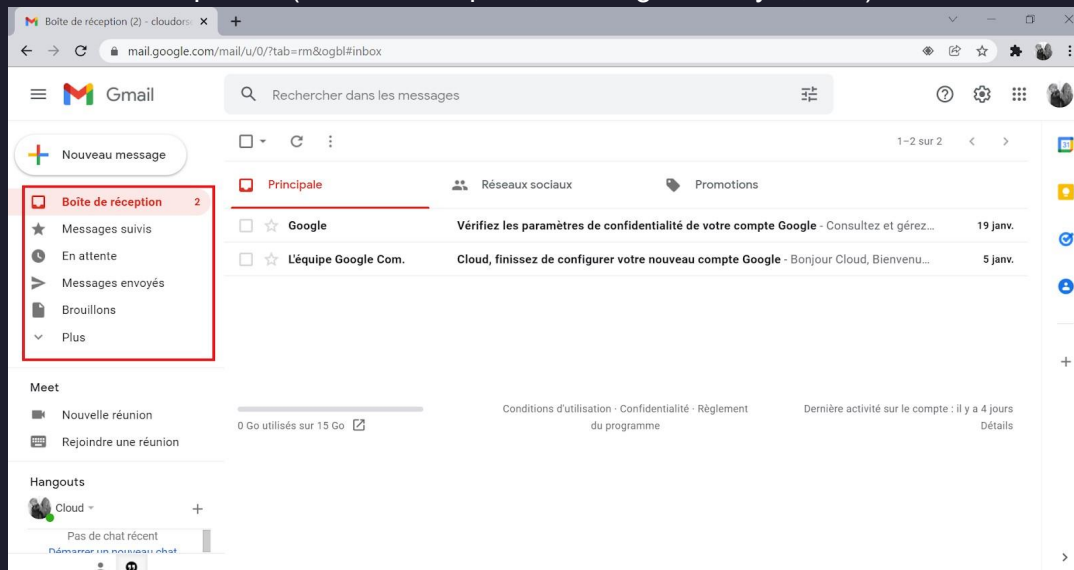 Boîte de réception (2) - cloudors
mail.google.com/mail/u/0/?tab=rm&ogbl#inbox
Gmail
Rechercher dans les messages
Nouveau message
1–2 sur 2
Boîte de réception 2
Messages suivis
En attente
Messages envoyés
Brouillons
Plus
Principale
Réseaux sociaux
Promotions
Google Vérifiez les paramètres de confidentialité de votre compte Google - Consultez et gérez... 19 janv.
L'équipe Google Com. Cloud, finissez de configurer votre nouveau compte Google - Bonjour Cloud, Bienvenu... 5 janv.
Meet
Nouvelle réunion
Rejoindre une réunion
0 Go utilisés sur 15 Go
Conditions d'utilisation · Confidentialité · Règlement
du programme
Dernière activité sur le compte : il y a 4 jours
Détails
Hangouts
Cloud
Pas de chat récent
Démarrer un nouveau chat
31